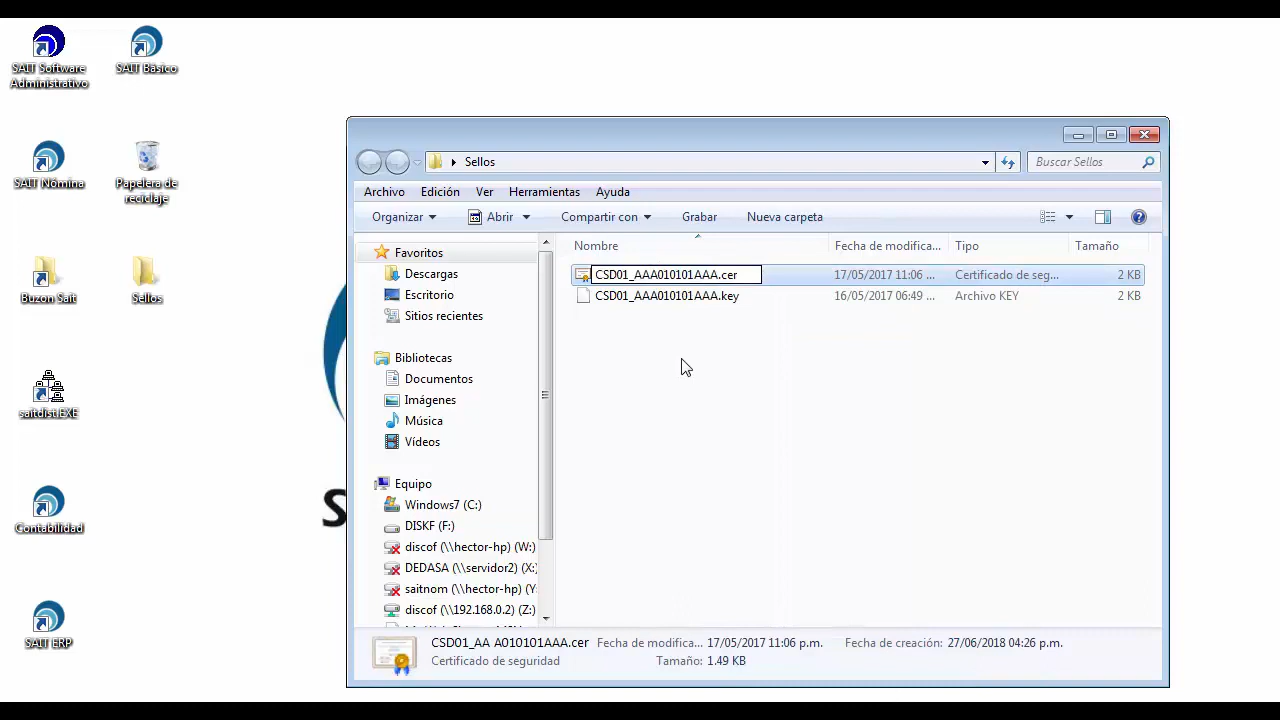 SAIT Software
Administrativo
SAIT Básico
SAIT Nómina
Papelera de
reciclaje
Buzon Sait
Sellos
saitdist.EXE
Contabilidad
SAIT ERP
S
Sellos
Buscar Sellos
Archivo Edición Ver Herramientas Ayuda
Organizar Abrir Compartir con Grabar Nueva carpeta
Nombre Fecha de modifica... Tipo Tamaño
CSD01_AAA010101AAA.cer 17/05/2017 11:06 ... Certificado de seg... 2 KB
CSD01_AAA010101AAA.key 16/05/2017 06:49 ... Archivo KEY 2 KB
Favoritos
Descargas
Escritorio
Sitios recientes
Bibliotecas
Documentos
Imágenes
Música
Vídeos
Equipo
Windows7 (C:)
DISKF (F:)
discof (\\hector-hp) (W:)
DEDASA (\\servidor2) (X:)
saitnom (\\hector-hp) (Y:
discof (\\192.168.0.2) (Z:)
CSD01_AA A010101AAA.cer Fecha de modifica... 17/05/2017 11:06 p.m. Fecha de creación: 27/06/2018 04:26 p.m.
Certificado de seguridad Tamaño: 1.49 KB